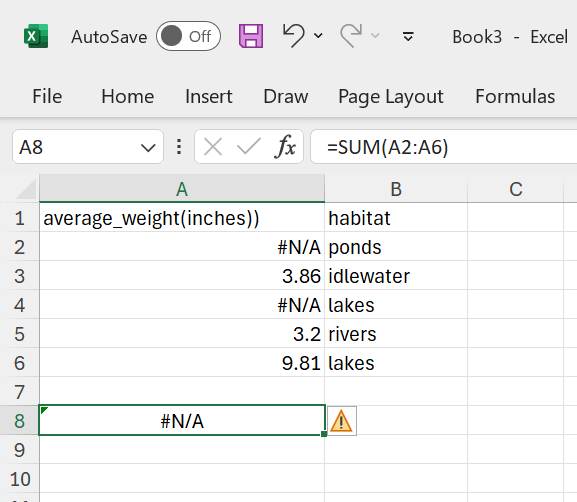 AutoSave Off Book3 - Excel
File Home Insert Draw Page Layout Formulas
A8 fx =SUM(A2:A6)
A B C
1 average_weight(inches)) habitat
2 #N/A ponds
3 3.86 idlewater
4 #N/A lakes
5 3.2 rivers
6 9.81 lakes
7
8 #N/A
9
10